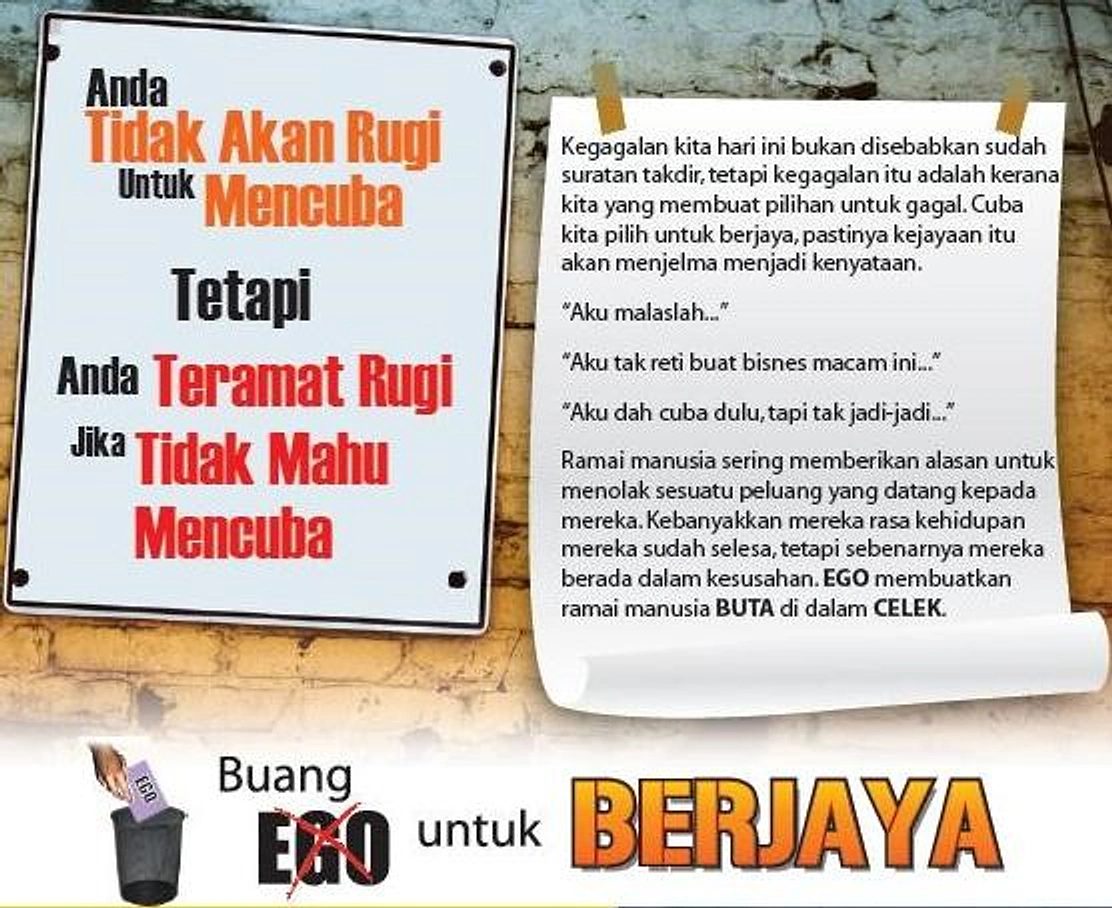 Anda
Tidak Akan Rugi
Untuk Mencuba
Tetapi
Anda Teramat Rugi
Jika Tidak Mahu
Mencuba
Kegagalan kita hari ini bukan disebabkan sudah
suratan takdir, tetapi kegagalan itu adalah kerana
kita yang membuat pilihan untuk gagal. Cuba
kita pilih untuk berjaya, pastinya kejayaan itu
akan menjelma menjadi kenyataan.
“Aku malaslah...”
“Aku tak reti buat bisnes macam ini...”
“Aku dah cuba dulu, tapi tak jadi-jadi...”
Ramai manusia sering memberikan alasan untuk
menolak sesuatu peluang yang datang kepada
mereka. Kebanyakkan mereka rasa kehidupan
mereka sudah selesa, tetapi sebenarnya mereka
berada dalam kesusahan. EGO membuatkan
ramai manusia BUTA di dalam CELEK.
EGO
Buang
EGO untuk BERJAYA